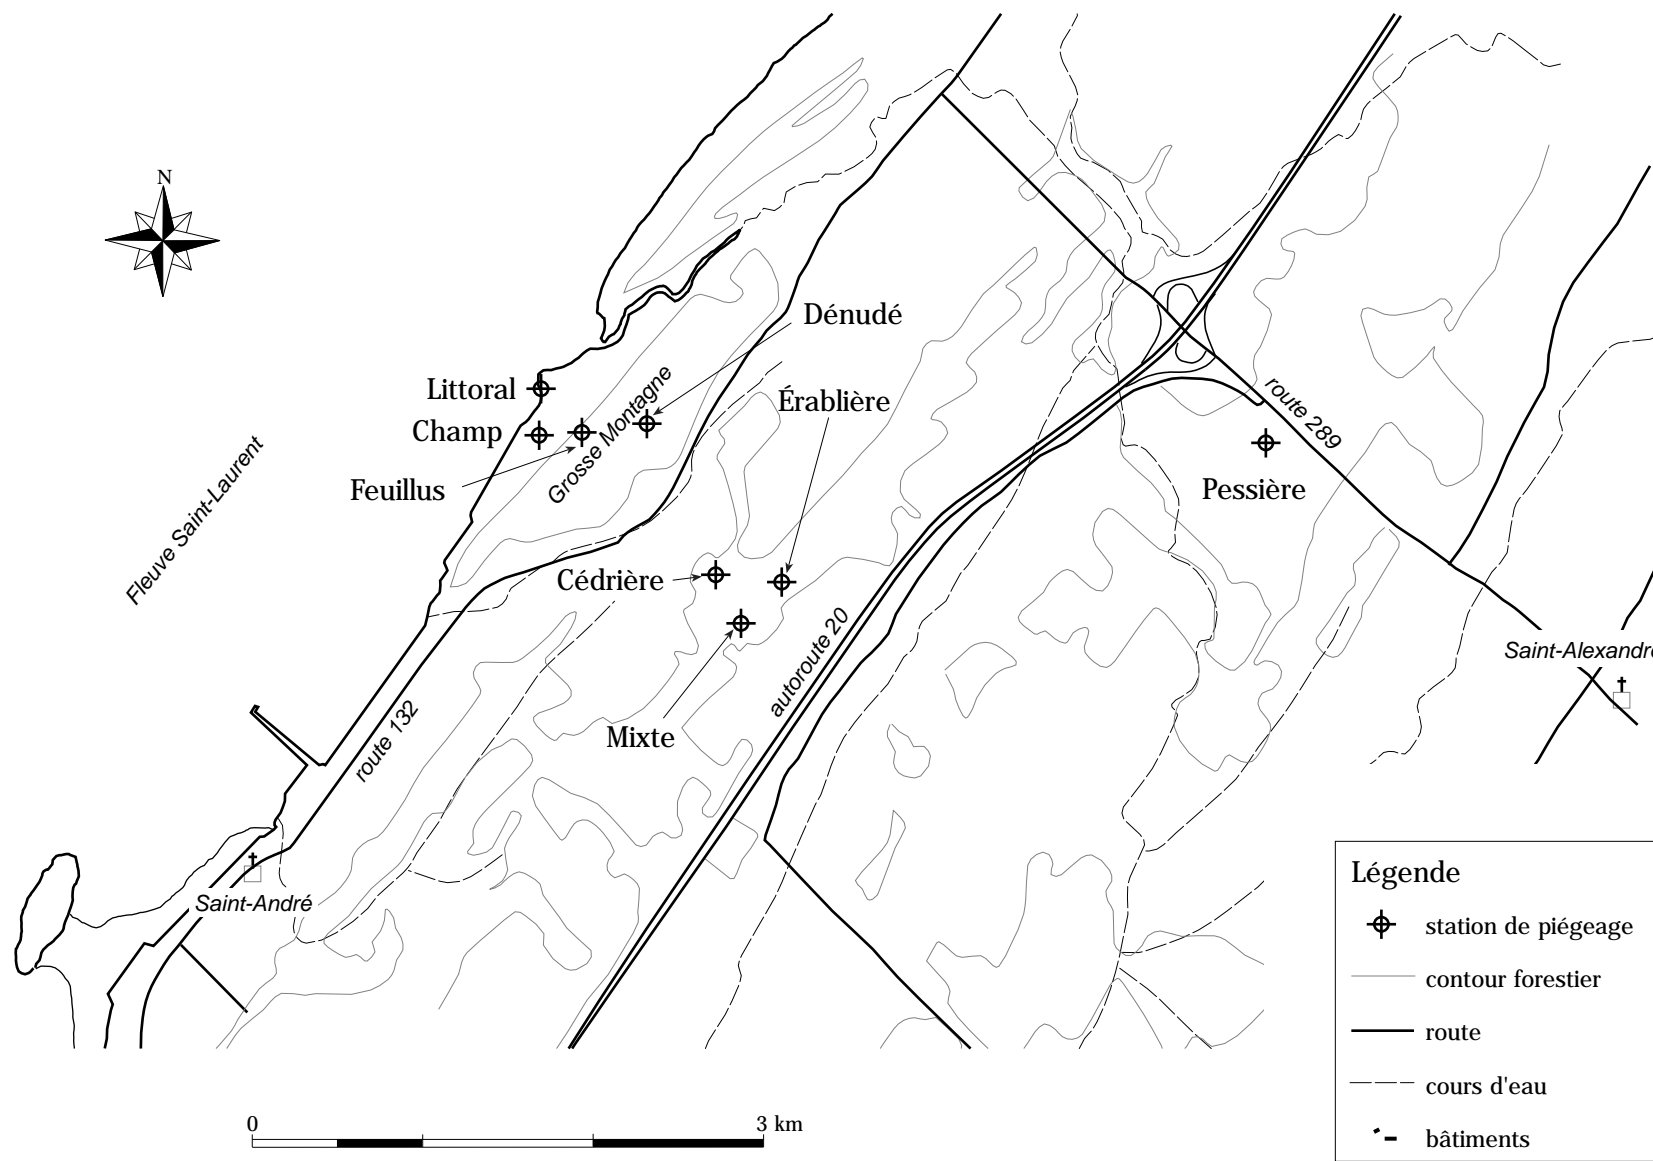 N
Dénudé
Littoral
Érablière
Champ
Grosse Montagne
route 289
Feuillus
Pessière
Fleuve Saint-Laurent
Cédrière
autoroute 20
Saint-Alexandre
Mixte
route 132
Saint-André
Légende
station de piégeage
contour forestier
route
cours d'eau
bâtiments
0 3 km